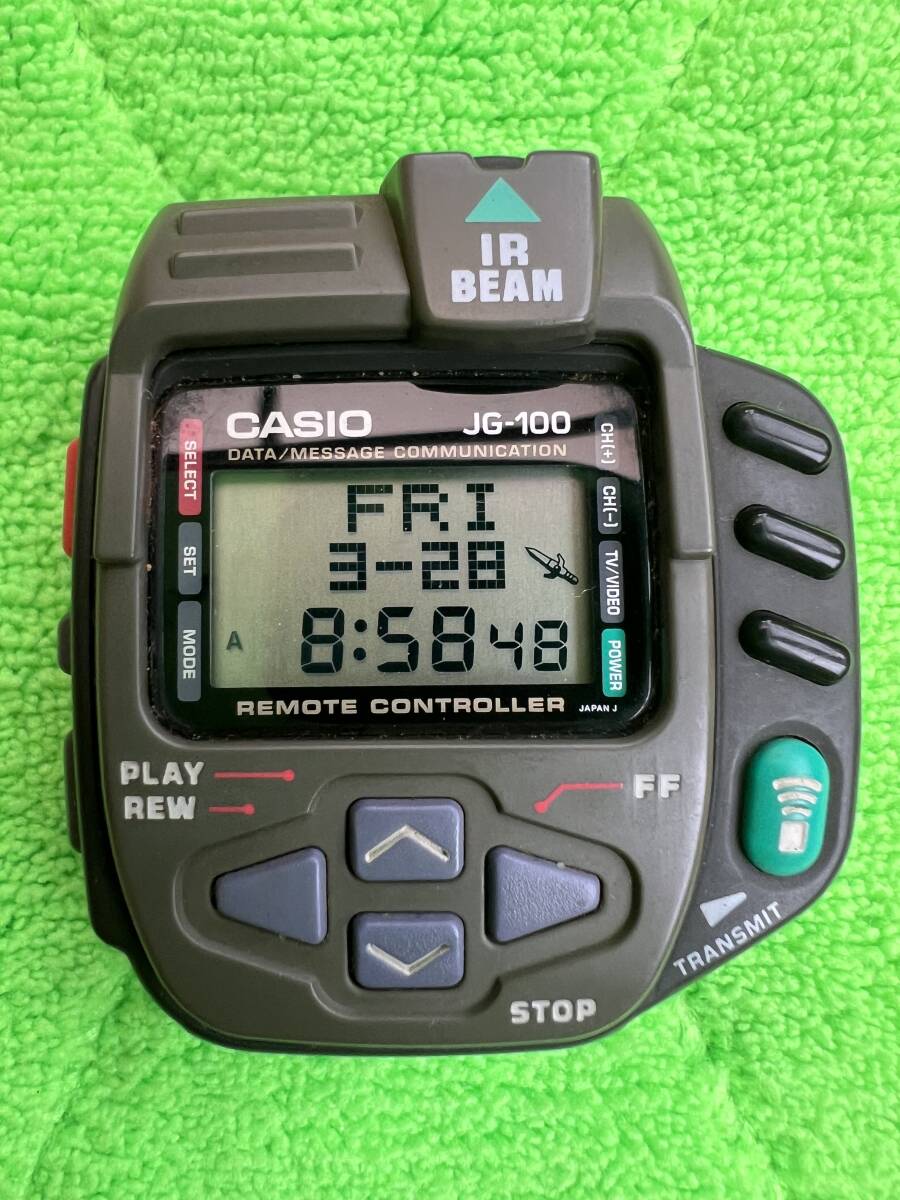 IR
BEAM
CASIO JG-100
DATA/MESSAGE COMMUNICATION
SELECT
SET
MODE
FRI
3-28
A 8:58 48
CH(+)
CH(-)
TV/VIDEO
POWER
REMOTE CONTROLLER JAPAN J
PLAY
REW
FF
STOP
TRANSMIT